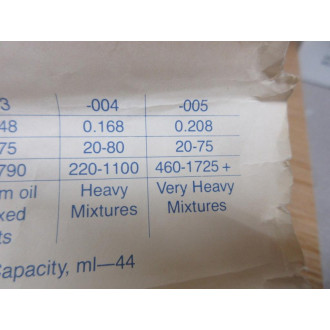 3 -004 -005
48 0.168 0.208
75 20-80 20-75
790 220-1100 460-1725+
m oil Heavy Very Heavy
xed Mixtures Mixtures
ts
Capacity, ml—44